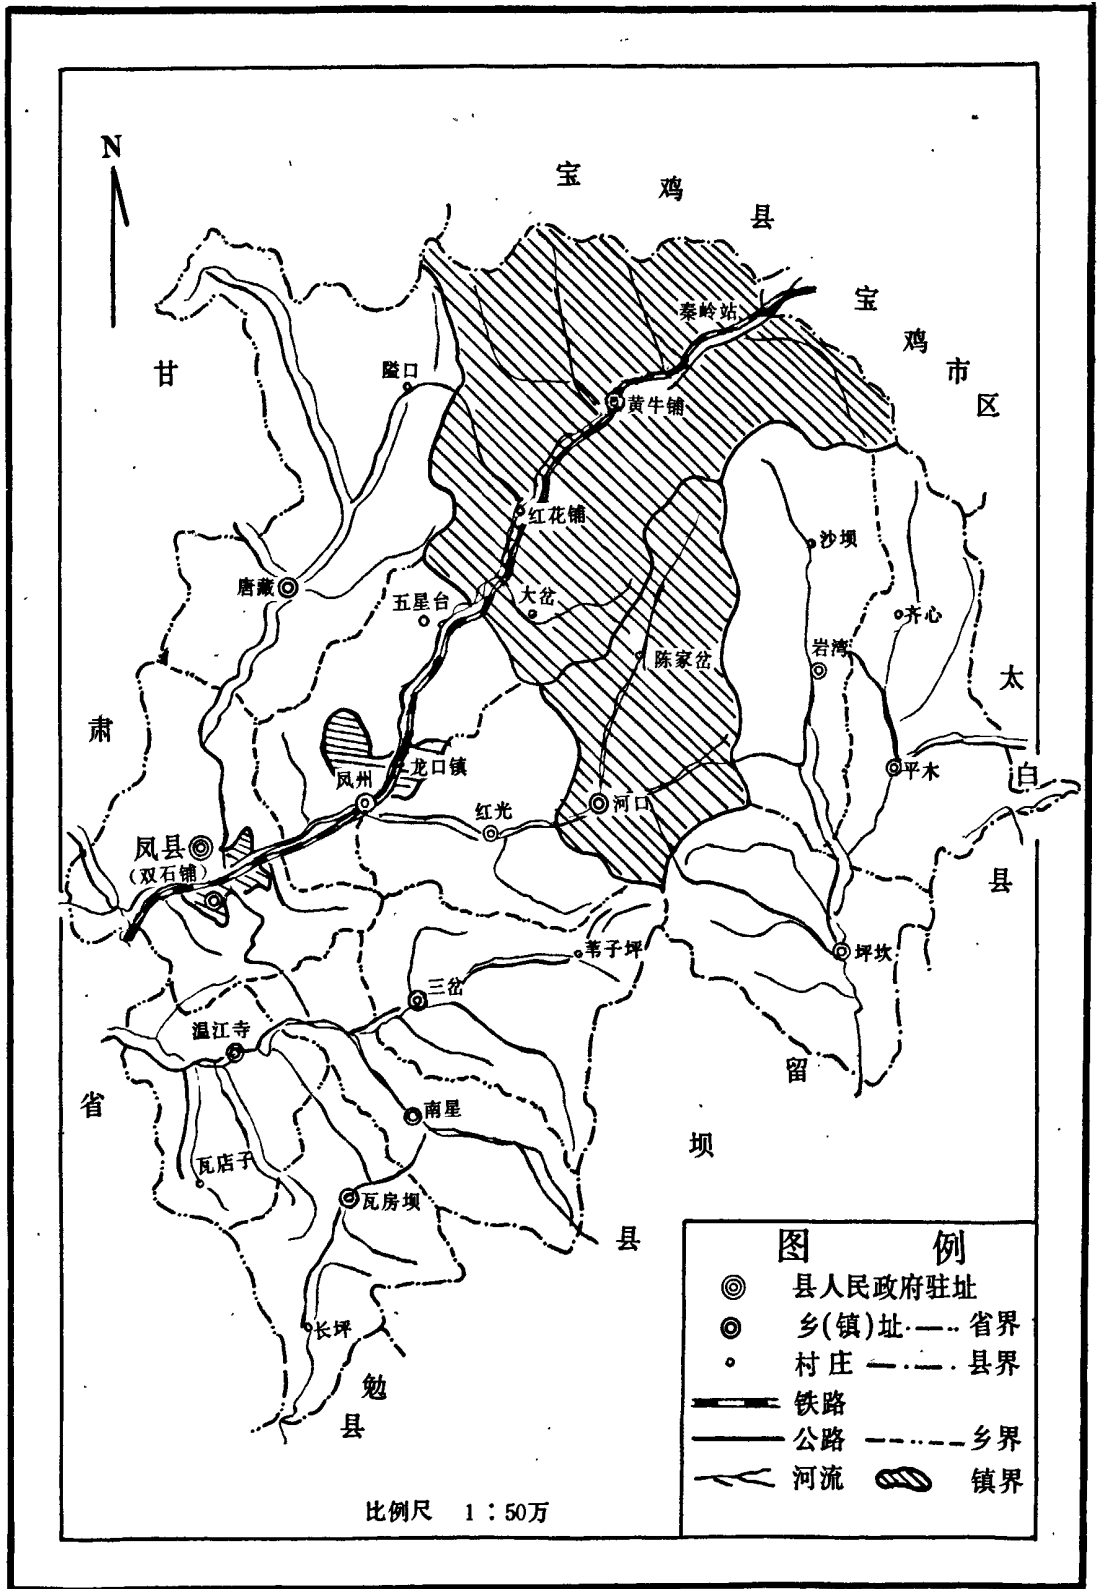 N
宝鸡县
宝鸡市区
甘肃省
太白县
留坝县
勉县
秦岭站
隘口
黄牛铺
红花铺
沙坝
唐藏
五星台
大岔
齐心
陈家岔
岩湾
龙口镇
平木
凤州
红光
河口
凤县
(双石铺)
苇子坪
坪坎
三岔
温江寺
南星
瓦店子
瓦房坝
长坪
图 例
县人民政府驻址
乡(镇)址 省界
村庄 县界
铁路
公路 乡界
河流 镇界
比例尺 1:50万